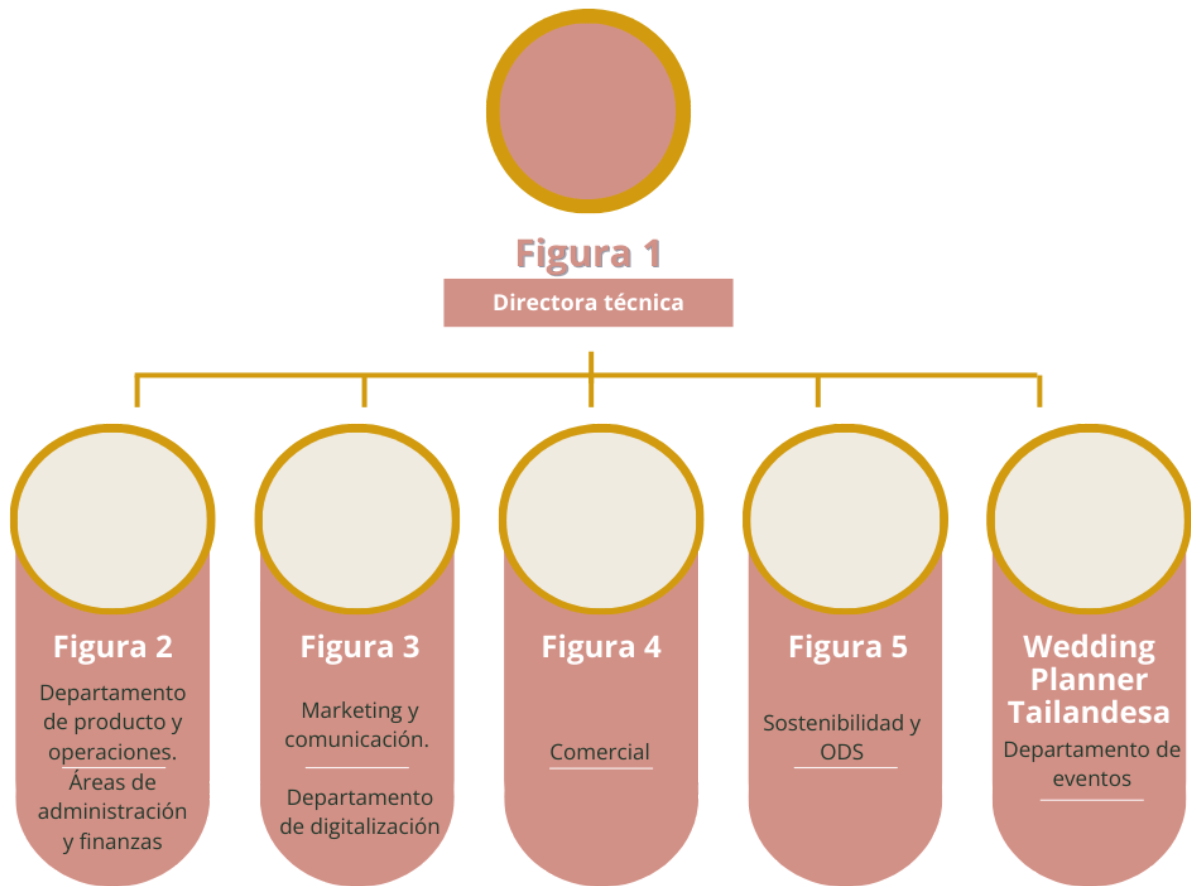 Figura 1
Directora técnica
Figura 2
Departamento
de producto y
operaciones.
Áreas de
administración
y finanzas
Figura 3
Marketing y
comunicación.
Departamento
de digitalización
Figura 4
Comercial
Figura 5
Sostenibilidad y
ODS
Wedding
Planner
Tailandesa
Departamento de
eventos